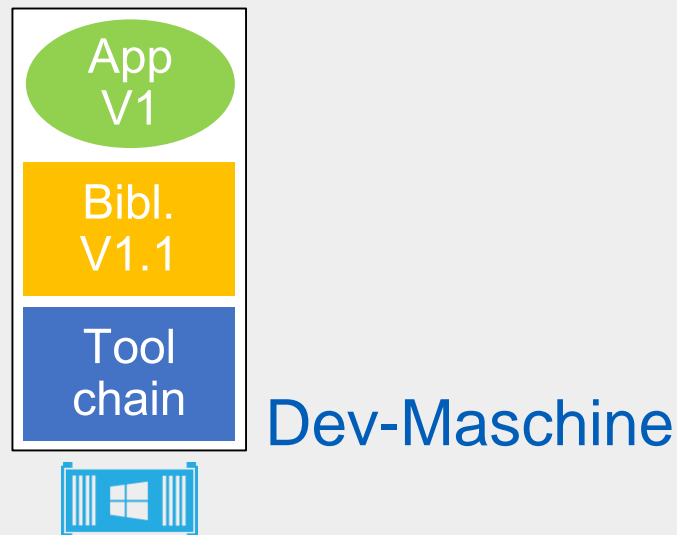 App
V1
Bibl.
V1.1
Tool
chain
Dev-Maschine